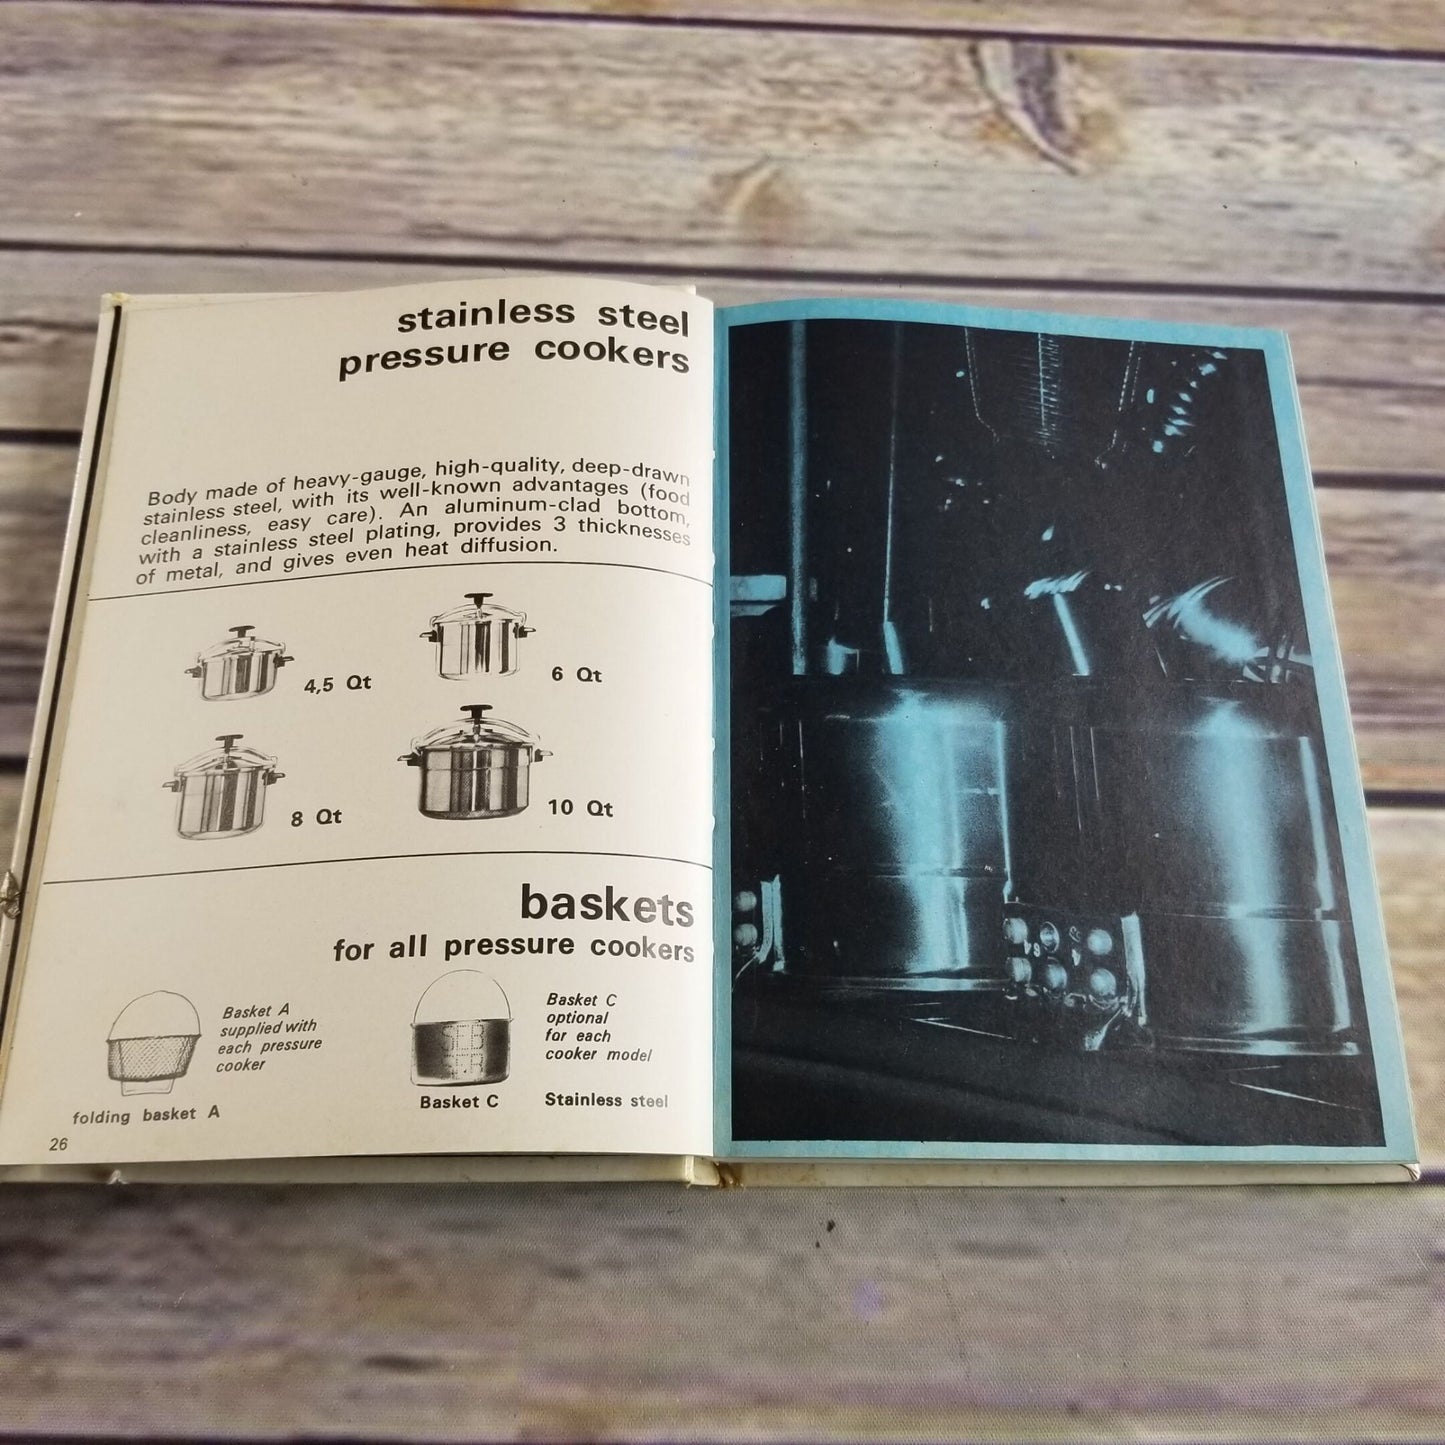 stainless steel
pressure cookers
Body made of heavy-gauge, high-quality, deep-drawn
stainless steel, with its well-known advantages (food
cleanliness, easy care). An aluminum-clad bottom,
with a stainless steel plating, provides 3 thicknesses
of metal, and gives even heat diffusion.
4,5 Qt
6 Qt
8 Qt
10 Qt
baskets
for all pressure cookers
Basket A
supplied with
each pressure
cooker
folding basket A
Basket C
optional
for each
cooker model
Basket C
Stainless steel
26